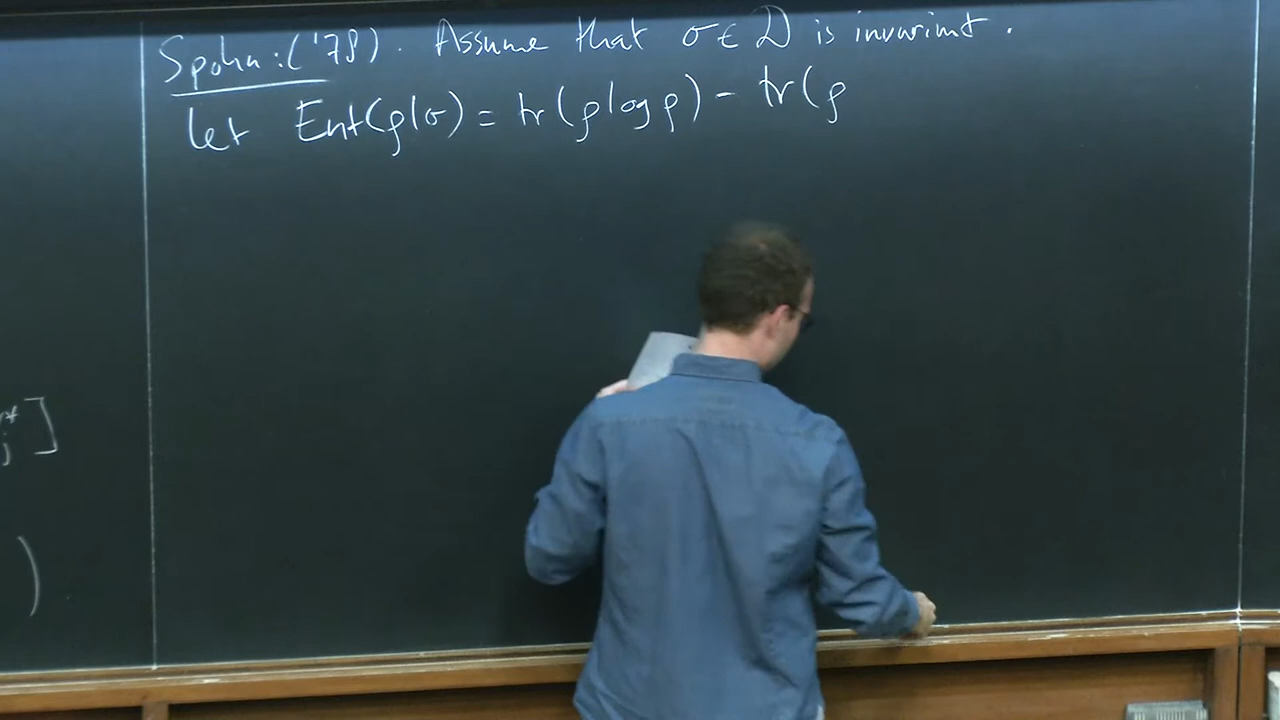 Spohn: ('78). Assume that σ ∈ D is invariant.
let Ent(ρ|σ) = tr(ρ log ρ) - tr(ρ
*]
j
)